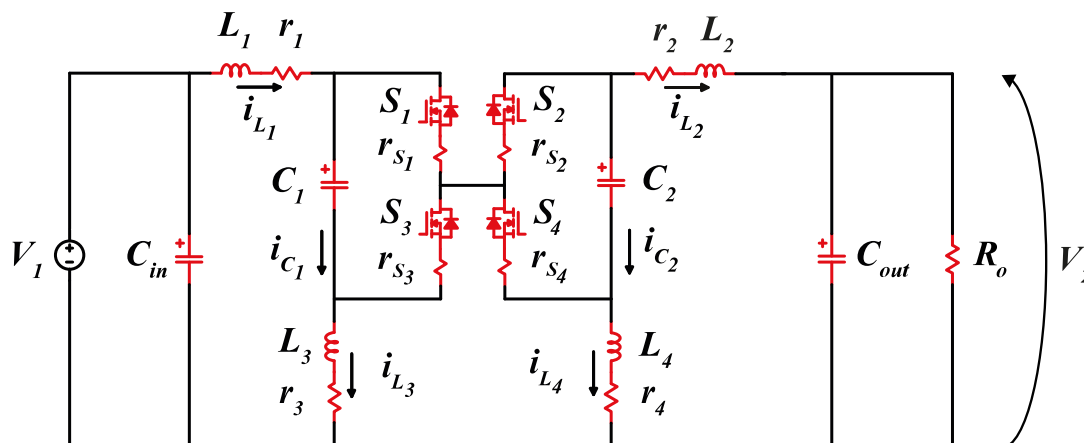 L1 r1 r2 L2
iL1 S1 S2 iL2
rS1 rS2
C1 C2
S3 S4
V1 Cin iC1 rS3 rS4 iC2 Cout Ro
L3 iL3 iL4 L4
r3 r4